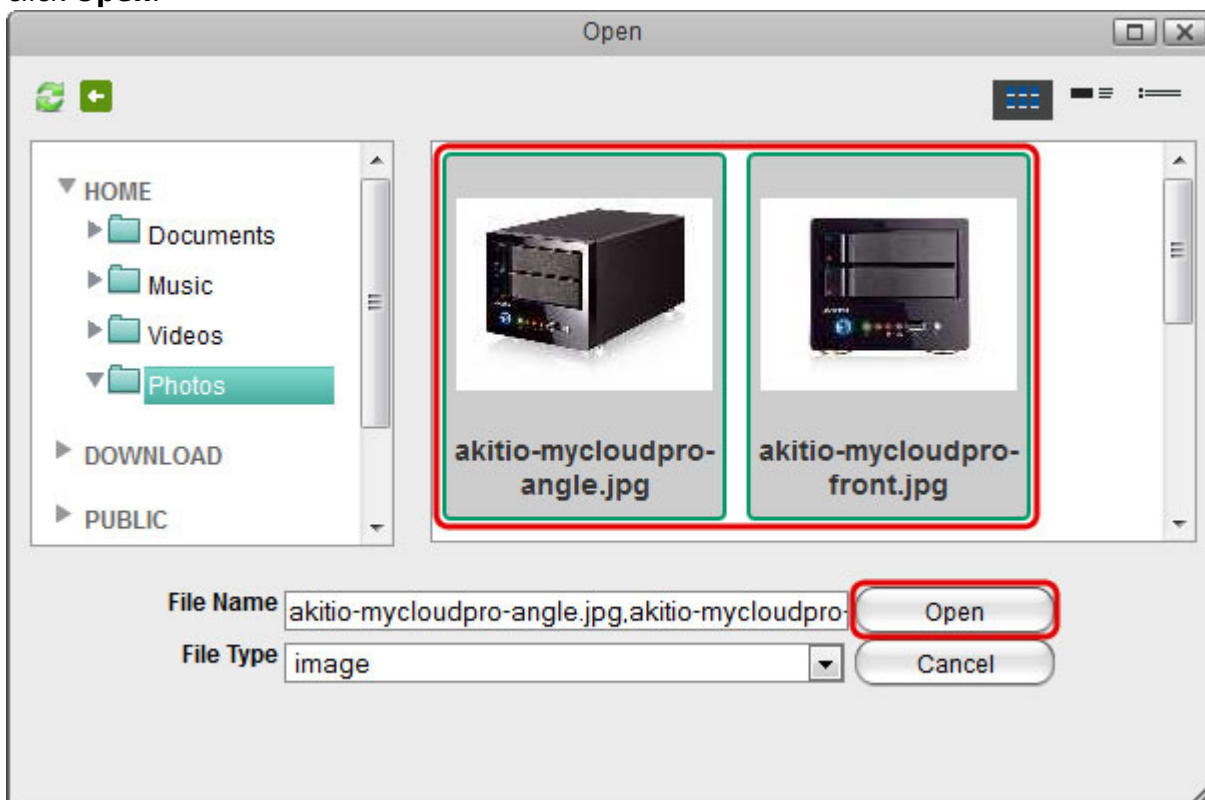 Open
HOME
Documents
Music
Videos
Photos
DOWNLOAD
PUBLIC
akitio-mycloudpro-
angle.jpg
akitio-mycloudpro-
front.jpg
File Name akitio-mycloudpro-angle.jpg,akitio-mycloudpro- Open
File Type image Cancel